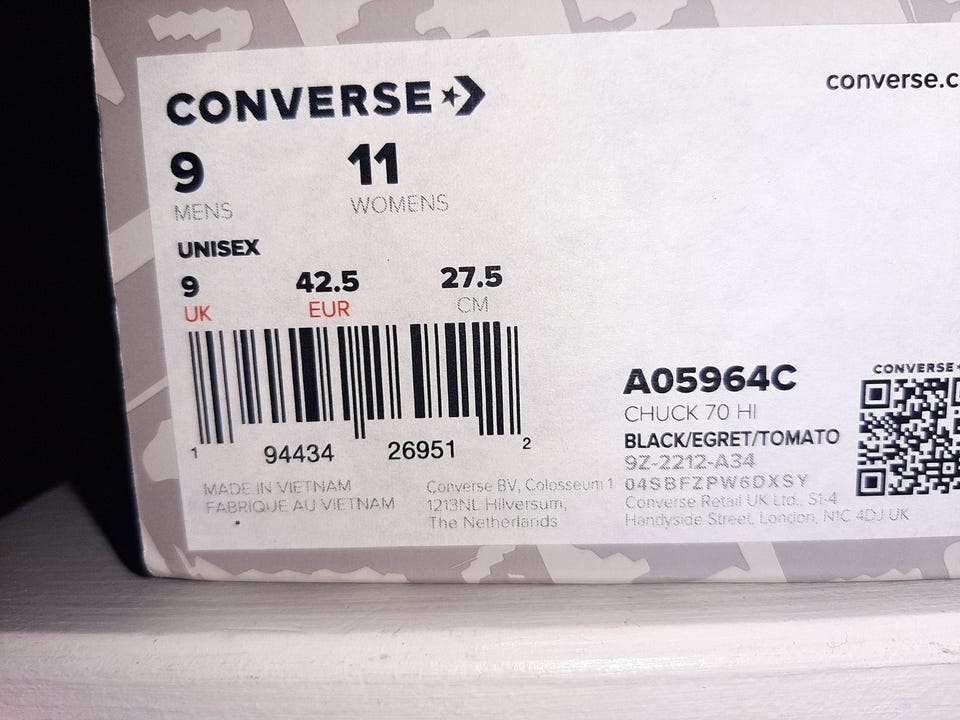 CONVERSE
converse.c
9 11
MENS WOMENS
UNISEX
9 42.5 27.5
UK EUR CM
1 94434 26951 2
MADE IN VIETNAM
FABRIQUE AU VIETNAM
Converse BV, Colosseum 1
1213NL Hilversum,
The Netherlands
A05964C
CHUCK 70 HI
BLACK/EGRET/TOMATO
9Z-2212-A34
04SBFZPW6DXSY
Converse Retail UK Ltd., S1-4
Handyside Street, London, N1C 4DJ UK
CONVERSE